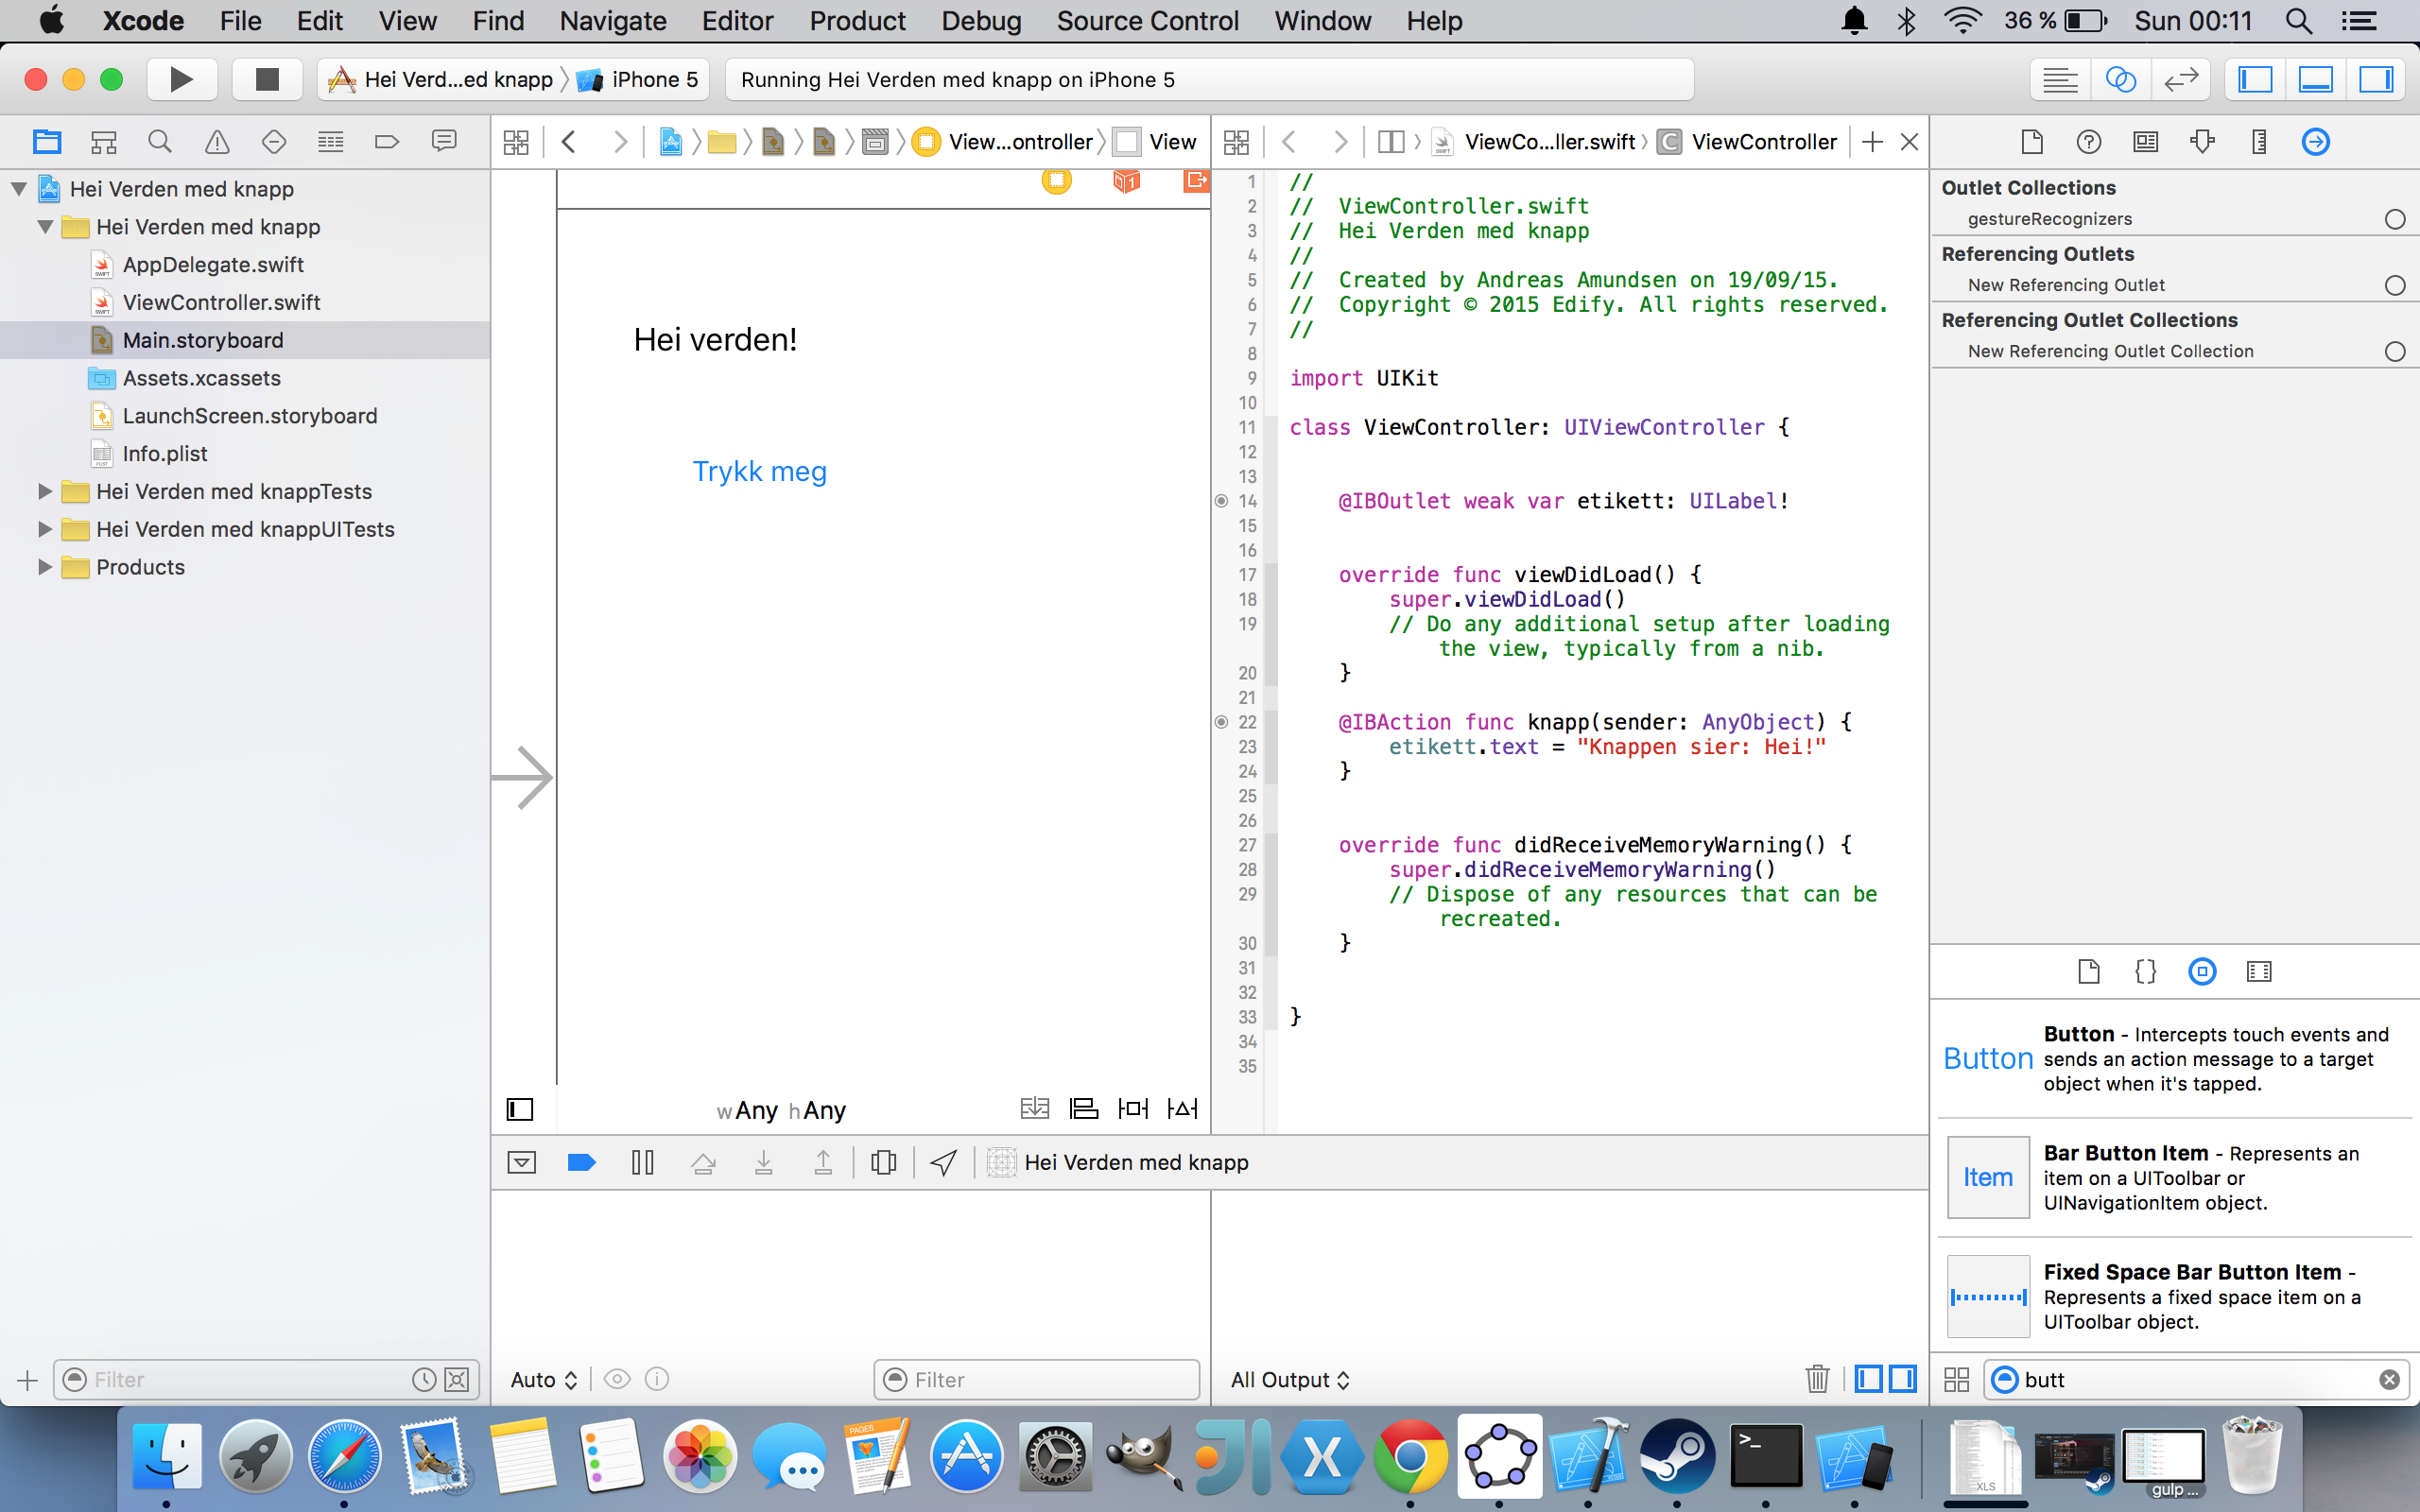 Xcode File Edit View Find Navigate Editor Product Debug Source Control Window Help 36 % Sun 00:11
Hei Verd...ed knapp iPhone 5 Running Hei Verden med knapp on iPhone 5
View...ontroller View
ViewCo...ller.swift ViewController
Hei Verden med knapp
Hei Verden med knapp
AppDelegate.swift
ViewController.swift
Main.storyboard
Assets.xcassets
LaunchScreen.storyboard
Info.plist
Hei Verden med knappTests
Hei Verden med knappUITests
Products
Filter
Hei verden!
Trykk meg
w Any h Any
1 //
2 // ViewController.swift
3 // Hei Verden med knapp
4 //
5 // Created by Andreas Amundsen on 19/09/15.
6 // Copyright © 2015 Edify. All rights reserved.
7 //
8
9 import UIKit
10
11 class ViewController: UIViewController {
12
13
14 @IBOutlet weak var etikett: UILabel!
15
16
17 override func viewDidLoad() {
18 super.viewDidLoad()
19 // Do any additional setup after loading
the view, typically from a nib.
20 }
21
22 @IBAction func knapp(sender: AnyObject) {
23 etikett.text = "Knappen sier: Hei!"
24 }
25
26
27 override func didReceiveMemoryWarning() {
28 super.didReceiveMemoryWarning()
29 // Dispose of any resources that can be
recreated.
30 }
31
32
33 }
34
35
Hei Verden med knapp
Auto
Filter
All Output
Outlet Collections
gestureRecognizers
Referencing Outlets
New Referencing Outlet
Referencing Outlet Collections
New Referencing Outlet Collection
Button
Button - Intercepts touch events and
sends an action message to a target
object when it's tapped.
Item
Bar Button Item - Represents an
item on a UIToolbar or
UINavigationItem object.
Fixed Space Bar Button Item -
Represents a fixed space item on a
UIToolbar object.
butt
PAGES
XLS
gulp ...